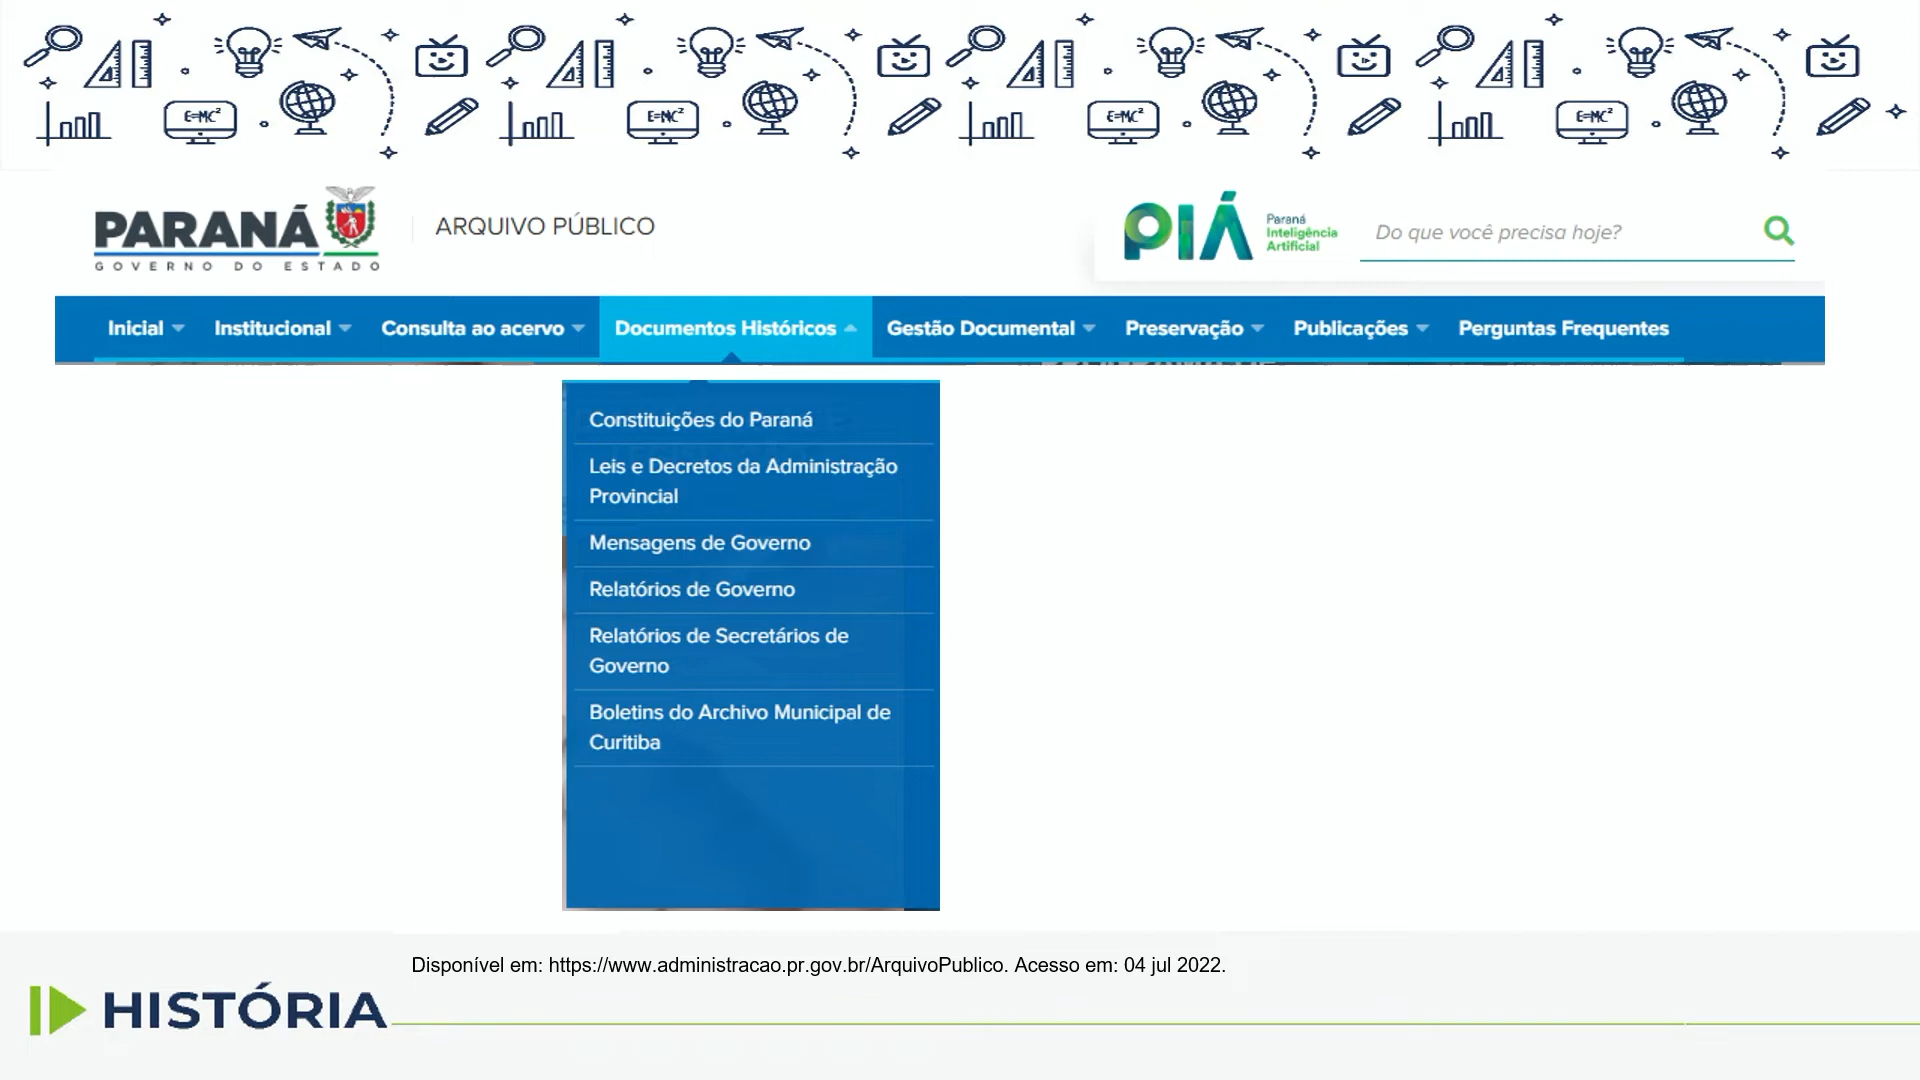 E=MC² E=MC² E=MC² E=MC²
PARANÁ
GOVERNO DO ESTADO
ARQUIVO PÚBLICO
PIÁ
Paraná
Inteligência
Artificial
Do que você precisa hoje?
Inicial Institucional Consulta ao acervo Documentos Históricos Gestão Documental Preservação Publicações Perguntas Frequentes
Constituições do Paraná
Leis e Decretos da Administração
Provincial
Mensagens de Governo
Relatórios de Governo
Relatórios de Secretários de
Governo
Boletins do Archivo Municipal de
Curitiba
Disponível em: https://www.administracao.pr.gov.br/ArquivoPublico. Acesso em: 04 jul 2022.
HISTÓRIA